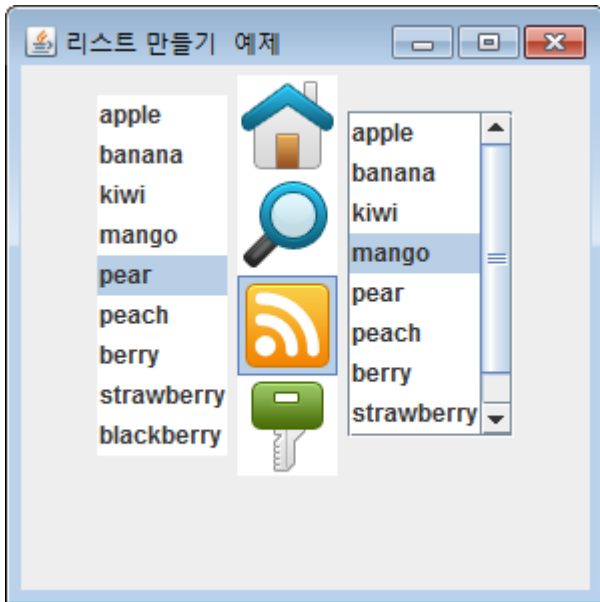 리스트 만들기 예제
apple
banana
kiwi
mango
pear
peach
berry
strawberry
blackberry
apple
banana
kiwi
mango
pear
peach
berry
strawberry